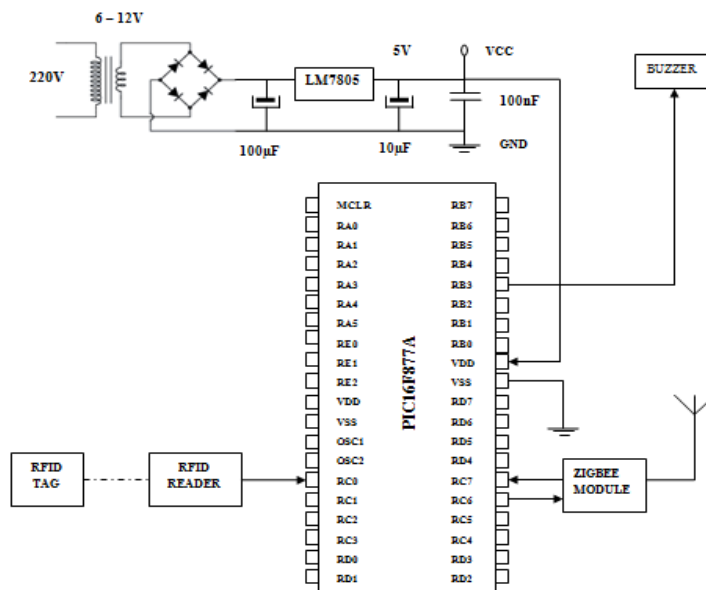 6 – 12V
220V
LM7805
5V
VCC
BUZZER
100nF
100µF
10µF
GND
PIC16F877A
MCLR
RA0
RA1
RA2
RA3
RA4
RA5
RE0
RE1
RE2
VDD
VSS
OSC1
OSC2
RC0
RC1
RC2
RC3
RD0
RD1
RB7
RB6
RB5
RB4
RB3
RB2
RB1
RB0
VDD
VSS
RD7
RD6
RD5
RD4
RC7
RC6
RC5
RC4
RD3
RD2
RFID
TAG
RFID
READER
ZIGBEE
MODULE